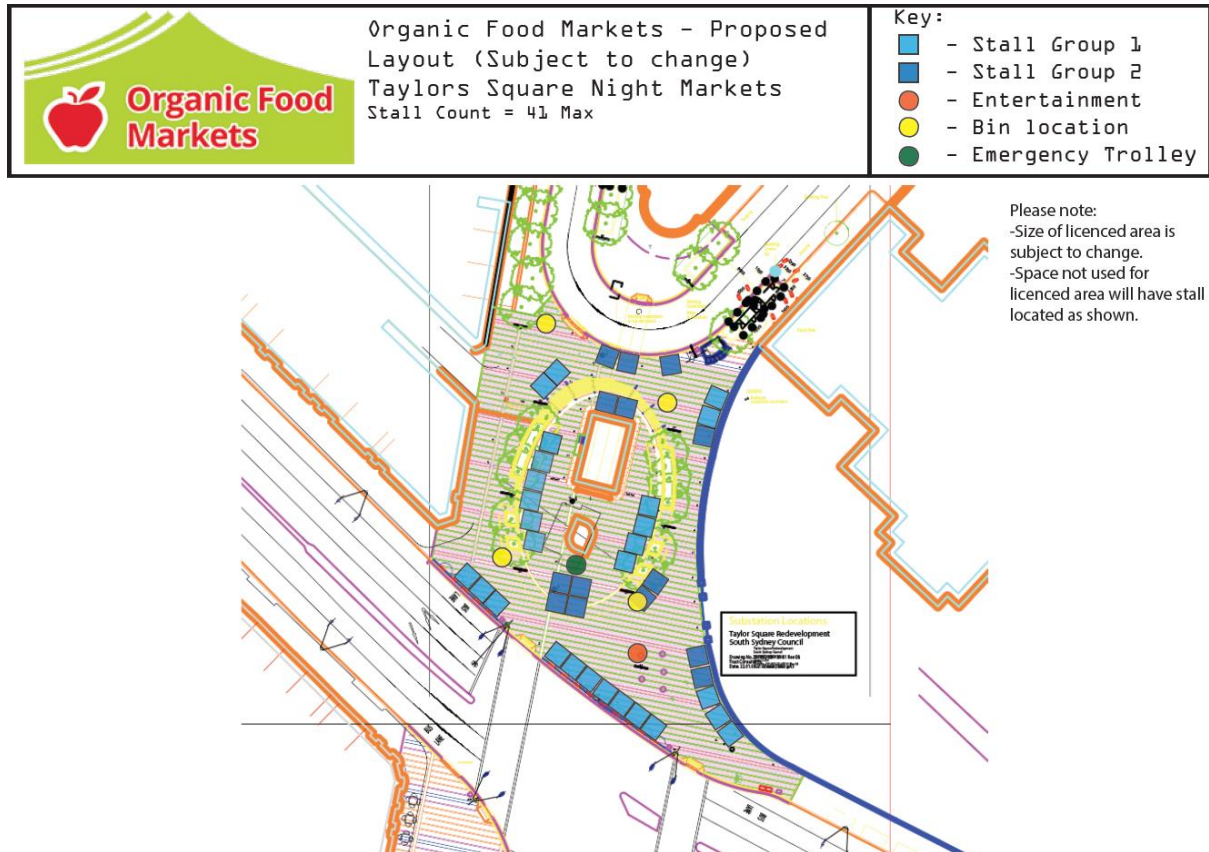 Organic Food
Markets
Organic Food Markets - Proposed
Layout (Subject to change)
Taylors Square Night Markets
Stall Count = 41 Max
Key:
- Stall Group 1
- Stall Group 2
- Entertainment
- Bin location
- Emergency Trolley
Please note:
-Size of licenced area is
subject to change.
-Space not used for
licenced area will have stall
located as shown.
Substation Locations
Taylor Square Redevelopment
South Sydney Council